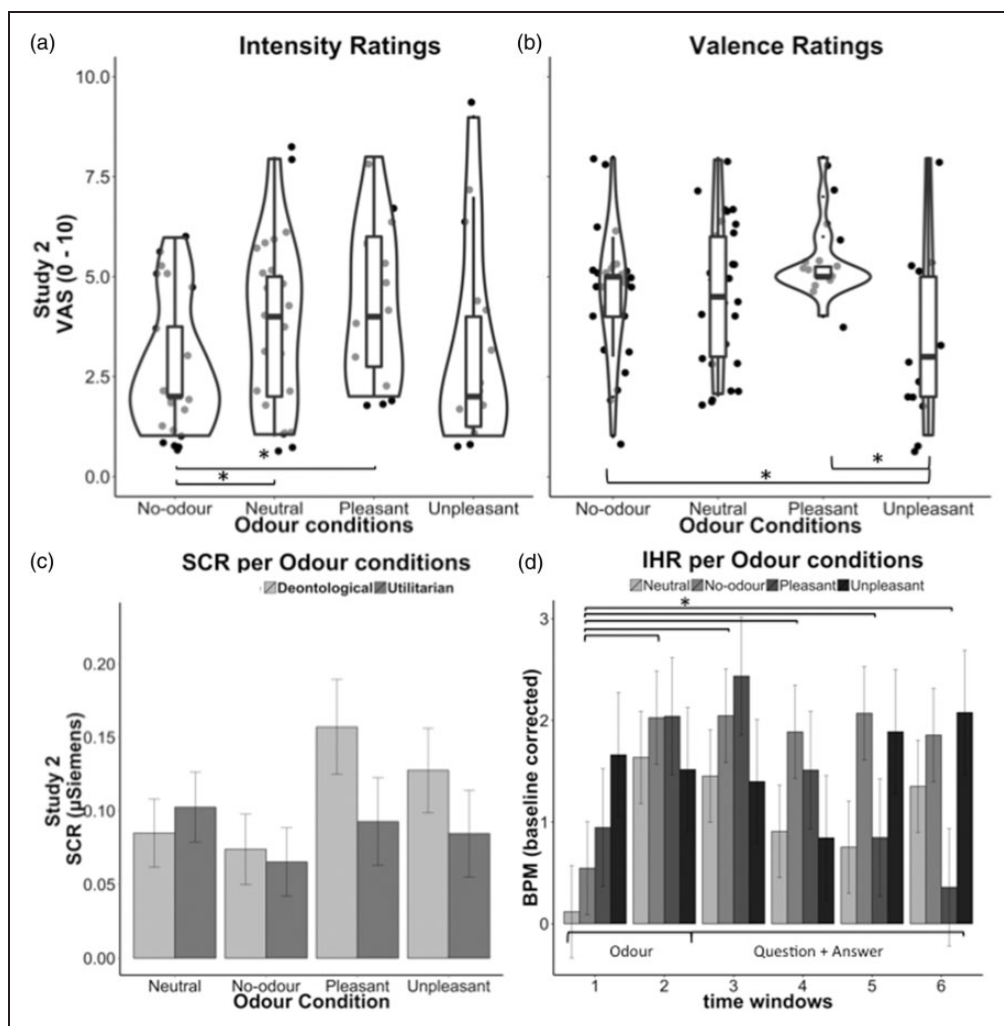 (a)
Intensity Ratings
Study 2
VAS (0 - 10)
10.0
7.5
5.0
2.5
0.0
*
*
No-odour Neutral Pleasant Unpleasant
Odour conditions
(b)
Valence Ratings
*
*
No-odour Neutral Pleasant Unpleasant
Odour Conditions
(c)
SCR per Odour conditions
Deontological Utilitarian
Study 2
SCR (µSiemens)
0.20
0.15
0.10
0.05
0.00
Neutral No-odour Pleasant Unpleasant
Odour Condition
(d)
IHR per Odour conditions
Neutral No-odour Pleasant Unpleasant
*
BPM (baseline corrected)
3
2
1
0
Odour Question + Answer
1 2 3 4 5 6
time windows